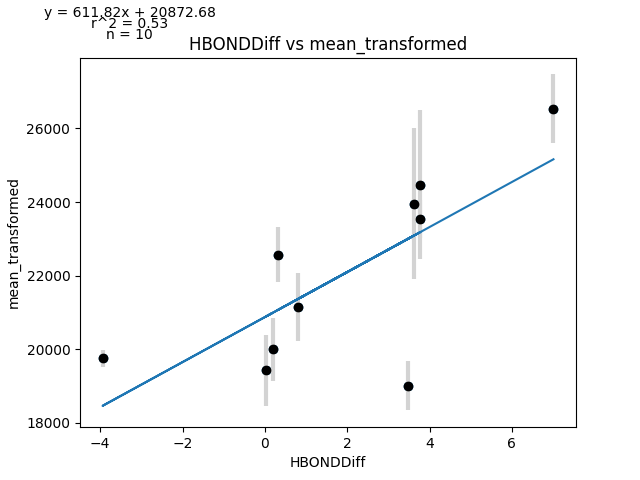 y = 611.82x + 20872.68
r^2 = 0.53
n = 10
HBONDDiff vs mean_transformed
mean_transformed
26000
24000
22000
20000
18000
−4
−2
0
2
4
6
HBONDDiff